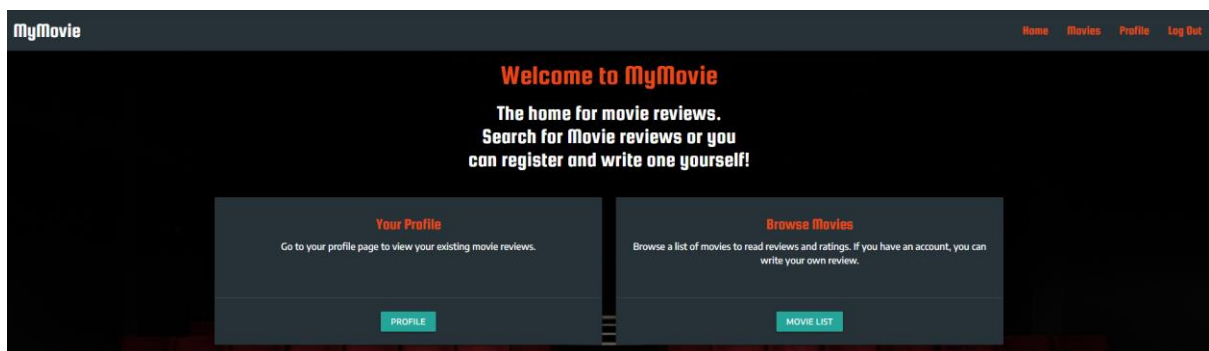 MyMovie
Home Movies Profile Log Out
Welcome to MyMovie
The home for movie reviews.
Search for Movie reviews or you
can register and write one yourself!
Your Profile
Go to your profile page to view your existing movie reviews.
PROFILE
Browse Movies
Browse a list of movies to read reviews and ratings. If you have an account, you can
write your own review.
MOVIE LIST